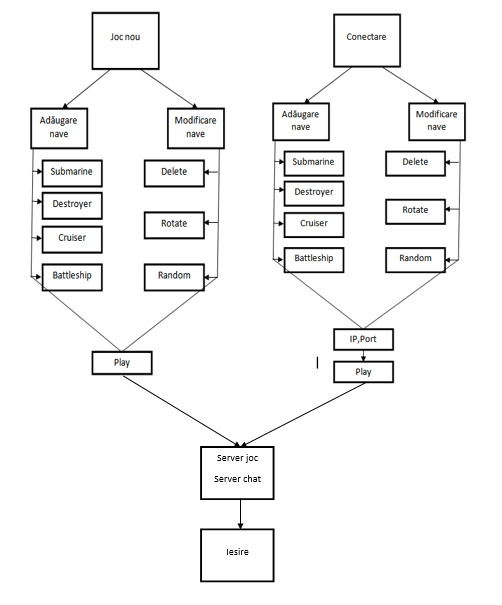 Joc nou
Conectare
Adăugare
nave
Modificare
nave
Adăugare
nave
Modificare
nave
Submarine
Destroyer
Cruiser
Battleship
Delete
Rotate
Random
Submarine
Destroyer
Cruiser
Battleship
Delete
Rotate
Random
Play
IP,Port
Play
Server joc
Server chat
Iesire